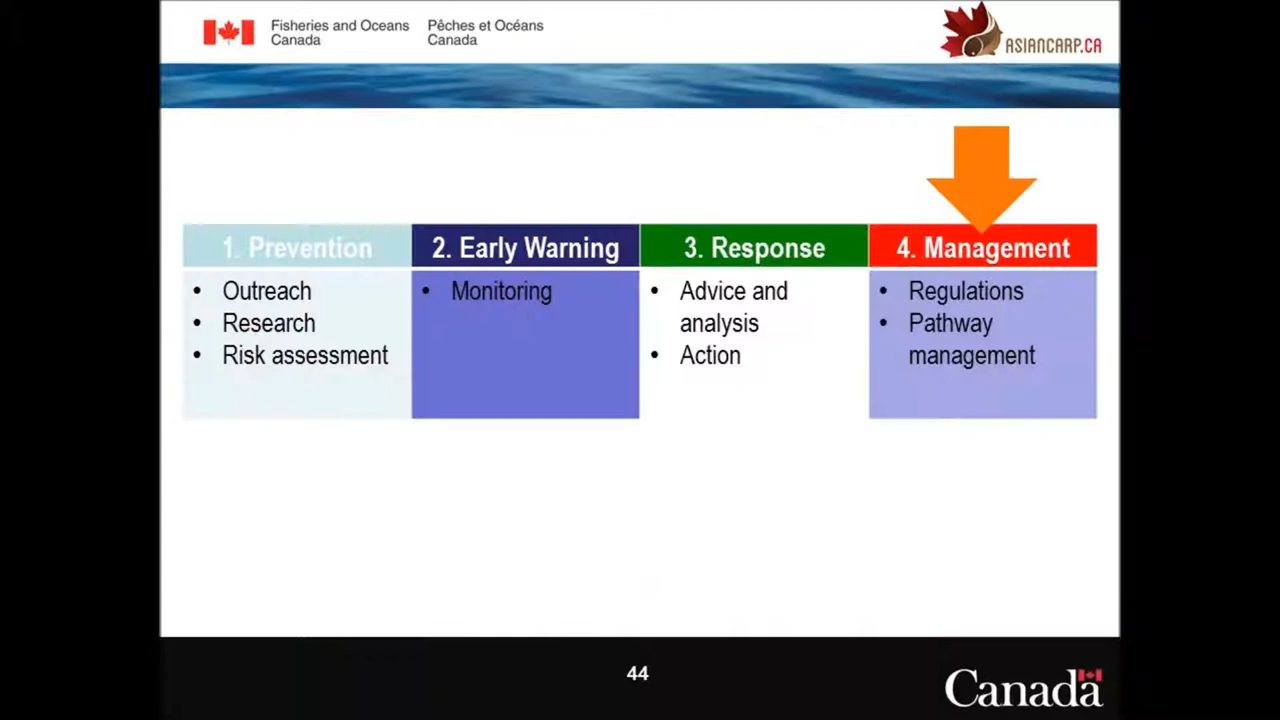 Fisheries and Oceans
Canada
Pêches et Océans
Canada
ASIANCARP.CA
1. Prevention
2. Early Warning
3. Response
4. Management
• Outreach
• Research
• Risk assessment
• Monitoring
• Advice and
analysis
• Action
• Regulations
• Pathway
management
44
Canada